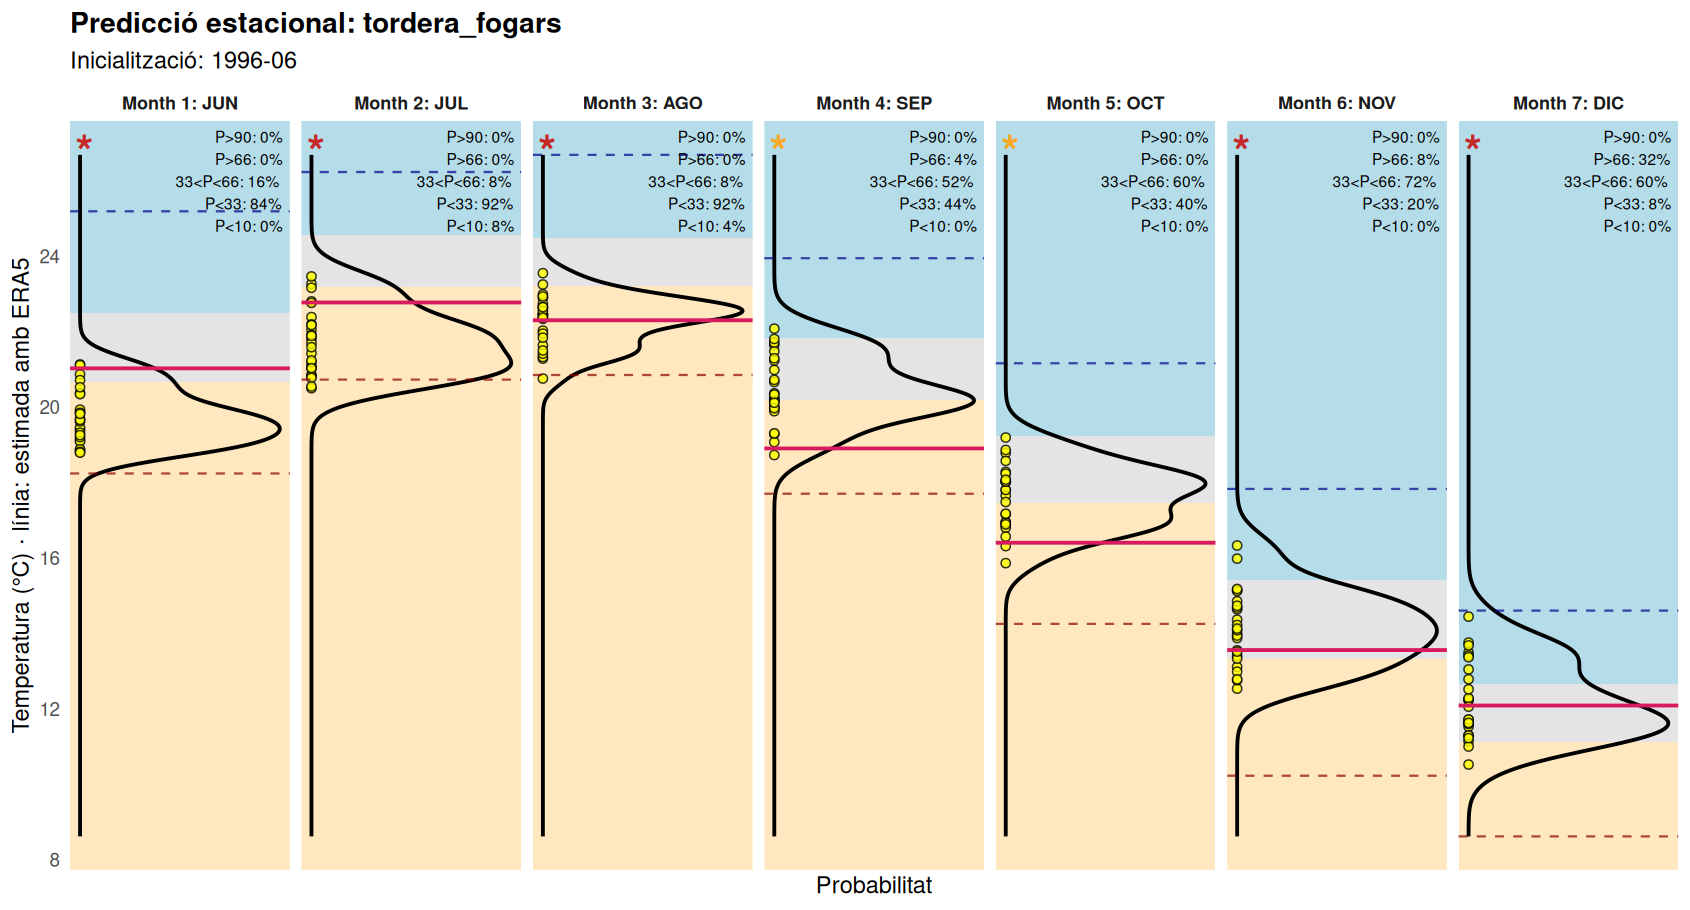 Predicció estacional: tordera_fogars
Inicialització: 1996-06
Month 1: JUN
Month 2: JUL
Month 3: AGO
Month 4: SEP
Month 5: OCT
Month 6: NOV
Month 7: DIC
*
P>90: 0%
P>66: 0%
33<P<66: 16%
P<33: 84%
P<10: 0%
*
P>90: 0%
P>66: 0%
33<P<66: 8%
P<33: 92%
P<10: 8%
*
P>90: 0%
P>66: 0%
33<P<66: 8%
P<33: 92%
P<10: 4%
*
P>90: 0%
P>66: 4%
33<P<66: 52%
P<33: 44%
P<10: 0%
*
P>90: 0%
P>66: 0%
33<P<66: 60%
P<33: 40%
P<10: 0%
*
P>90: 0%
P>66: 8%
33<P<66: 72%
P<33: 20%
P<10: 0%
*
P>90: 0%
P>66: 32%
33<P<66: 60%
P<33: 8%
P<10: 0%
24
20
16
12
8
Temperatura (°C) · línia: estimada amb ERA5
Probabilitat